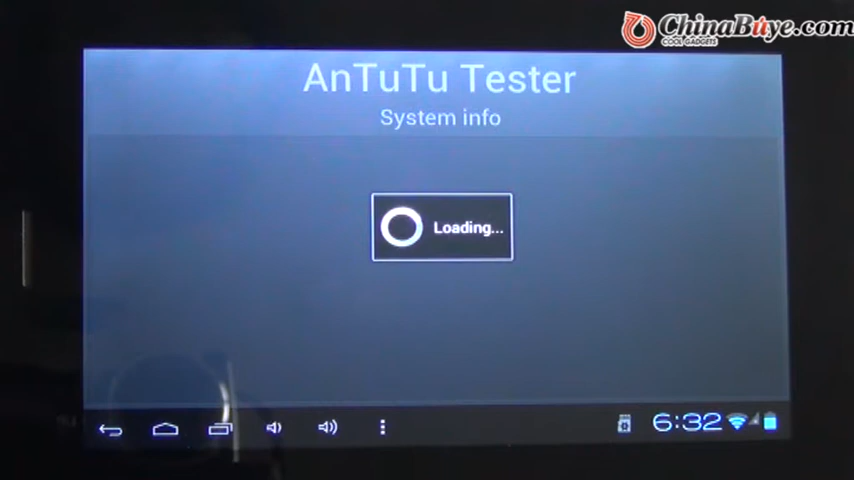 ChinaBuye.com
COOL GADGETS
AnTuTu Tester
System info
Loading...
6:32